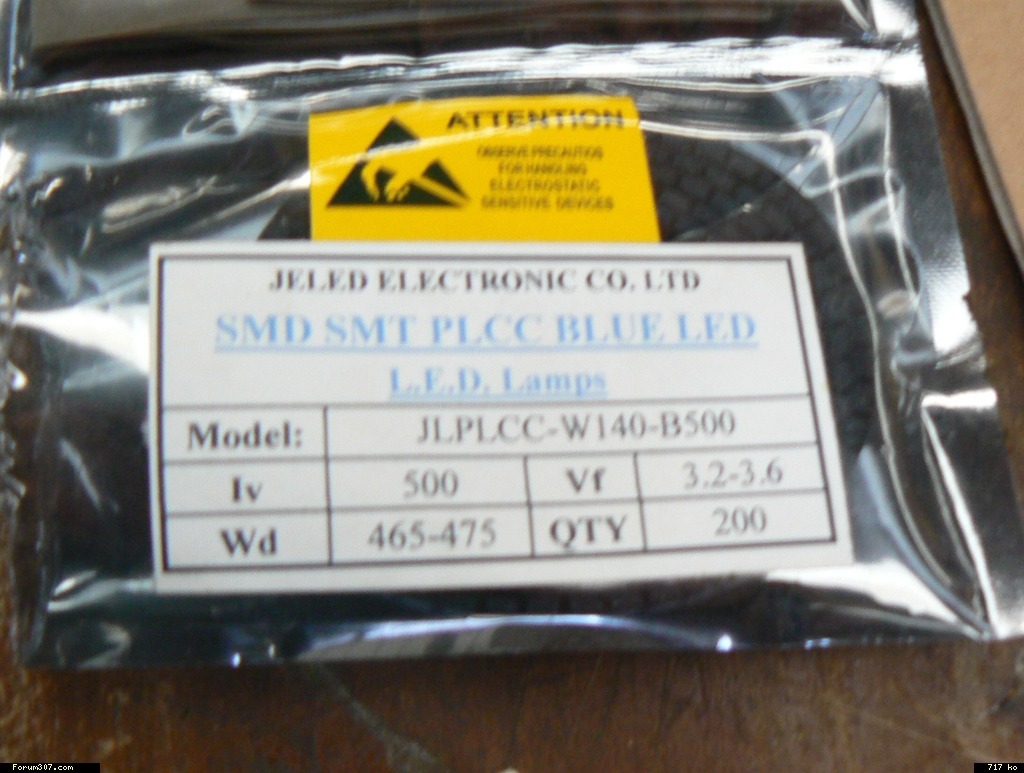 ATTENTION
OBSERVE PRECAUTIOS
FOR HANDLING
ELECTROSTATIC
SENSITIVE DEVICES
JELED ELECTRONIC CO. LTD
SMD SMT PLCC BLUE LED
L.E.D. Lamps
Model: JLPLCC-W140-B500
Iv 500 Vf 3.2-3.6
Wd 465-475 QTY 200
Forum307.com 717 ko